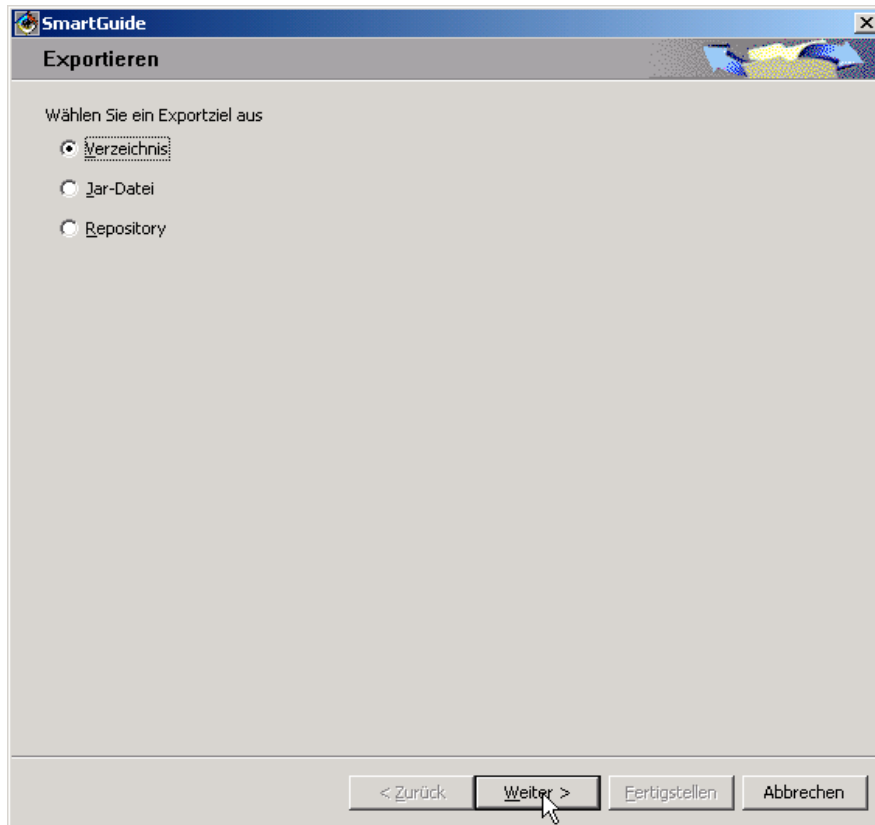 SmartGuide
Exportieren
Wählen Sie ein Exportziel aus
Verzeichnis
Jar-Datei
Repository
< Zurück Weiter > Fertigstellen Abbrechen